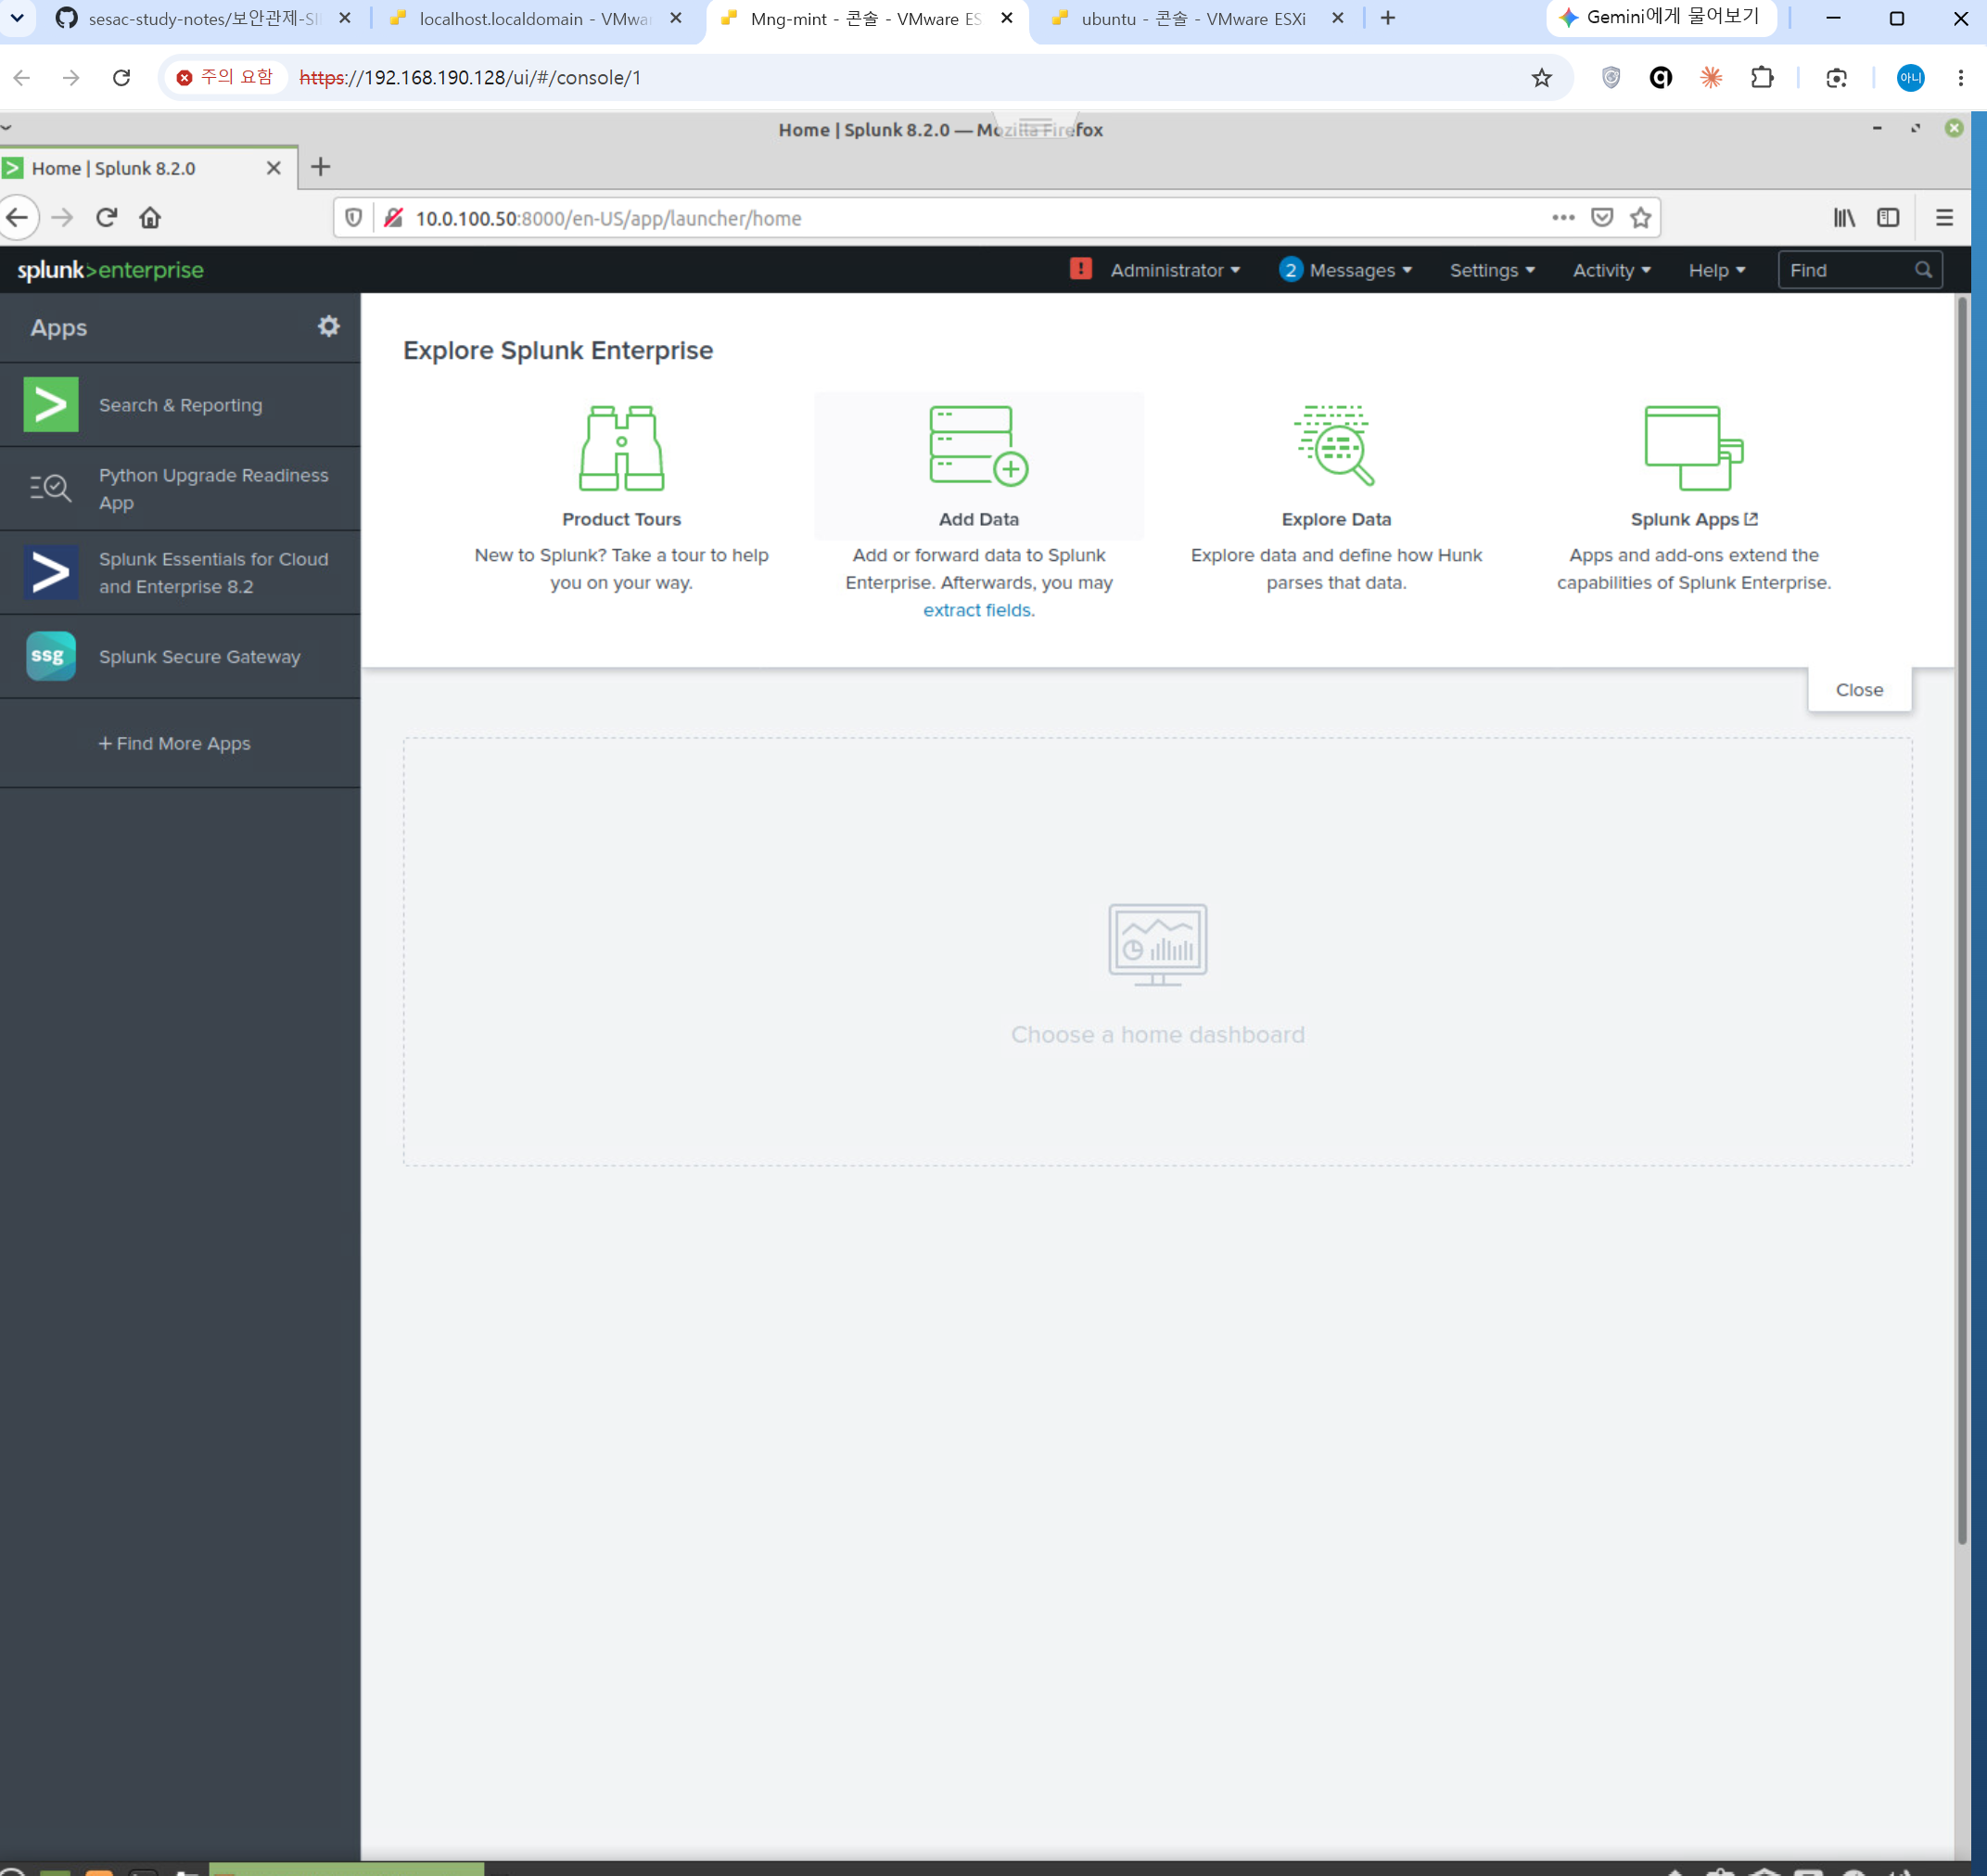 sesac-study-notes/보안관제-SI
localhost.localdomain - VMwa
Mng-mint - 콘솔 - VMware ES
ubuntu - 콘솔 - VMware ESXi
Gemini에게 물어보기
주의 요함
https://192.168.190.128/ui/#/console/1
아니
Home | Splunk 8.2.0 — Mozilla Firefox
Home | Splunk 8.2.0
10.0.100.50:8000/en-US/app/launcher/home
splunk>enterprise
! Administrator
2 Messages
Settings
Activity
Help
Find
Apps
Search & Reporting
Python Upgrade Readiness
App
Splunk Essentials for Cloud
and Enterprise 8.2
ssg
Splunk Secure Gateway
+ Find More Apps
Explore Splunk Enterprise
Product Tours
New to Splunk? Take a tour to help
you on your way.
Add Data
Add or forward data to Splunk
Enterprise. Afterwards, you may
extract fields.
Explore Data
Explore data and define how Hunk
parses that data.
Splunk Apps
Apps and add-ons extend the
capabilities of Splunk Enterprise.
Close
Choose a home dashboard